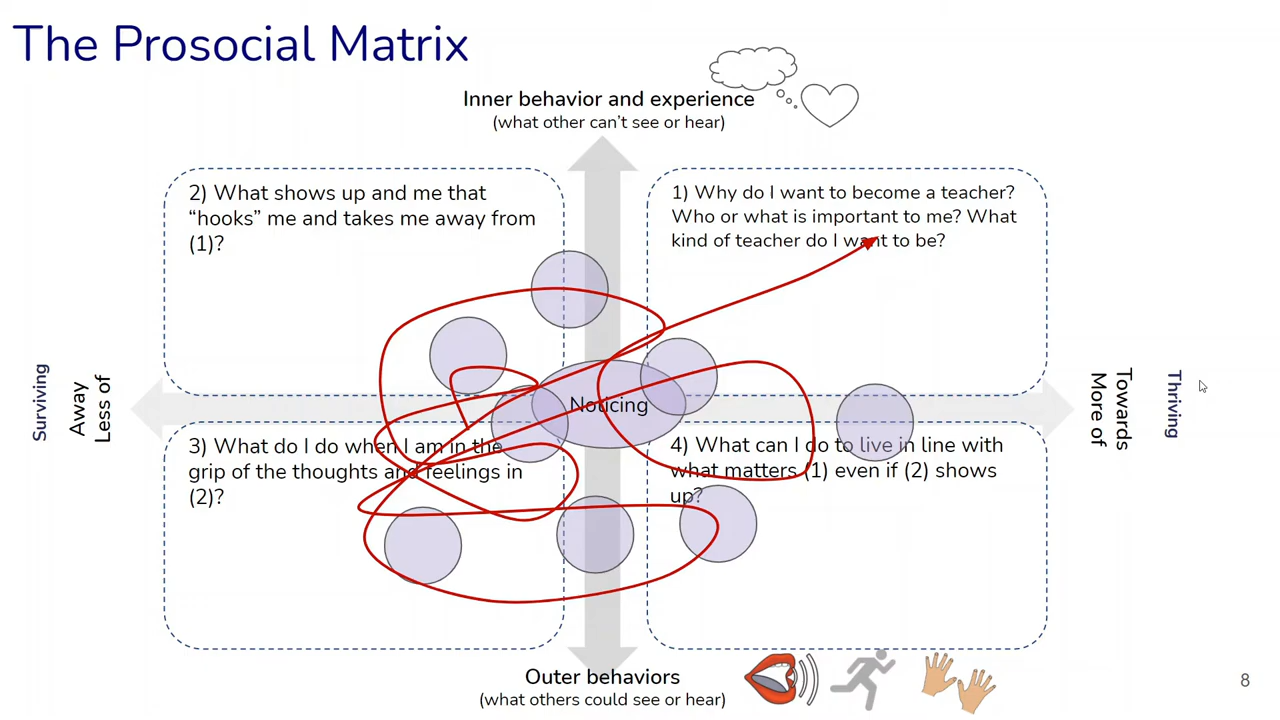 The Prosocial Matrix
Inner behavior and experience
(what other can't see or hear)
2) What shows up and me that
“hooks” me and takes me away from
(1)?
1) Why do I want to become a teacher?
Who or what is important to me? What
kind of teacher do I want to be?
Surviving
Away
Less of
Noticing
Towards
More of
Thriving
3) What do I do when I am in the
grip of the thoughts and feelings in
(2)?
4) What can I do to live in line with
what matters (1) even if (2) shows
up?
Outer behaviors
(what others could see or hear)
8